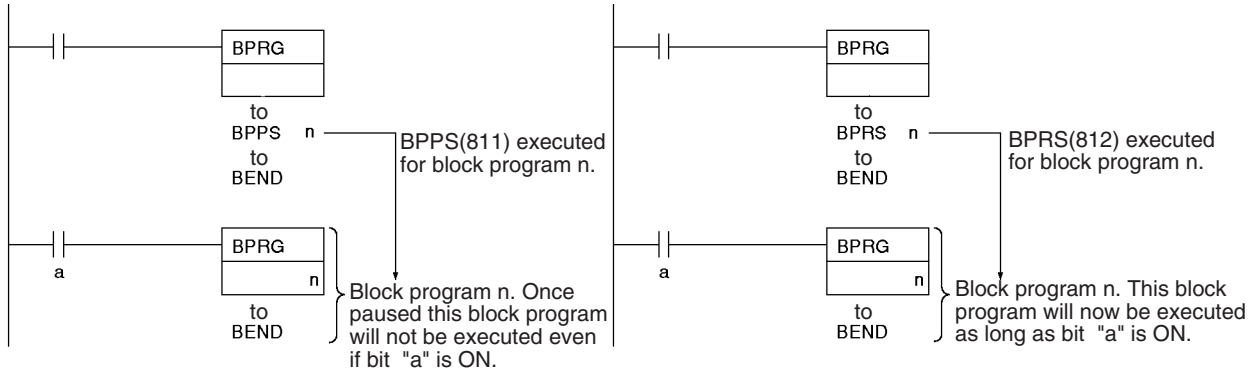 BPRG
to
BPPS n
to
BEND
BPPS(811) executed
for block program n.
a
BPRG
n
to
BEND
Block program n. Once
paused this block program
will not be executed even
if bit "a" is ON.
BPRG
to
BPRS n
to
BEND
BPRS(812) executed
for block program n.
a
BPRG
n
to
BEND
Block program n. This block
program will now be executed
as long as bit "a" is ON.